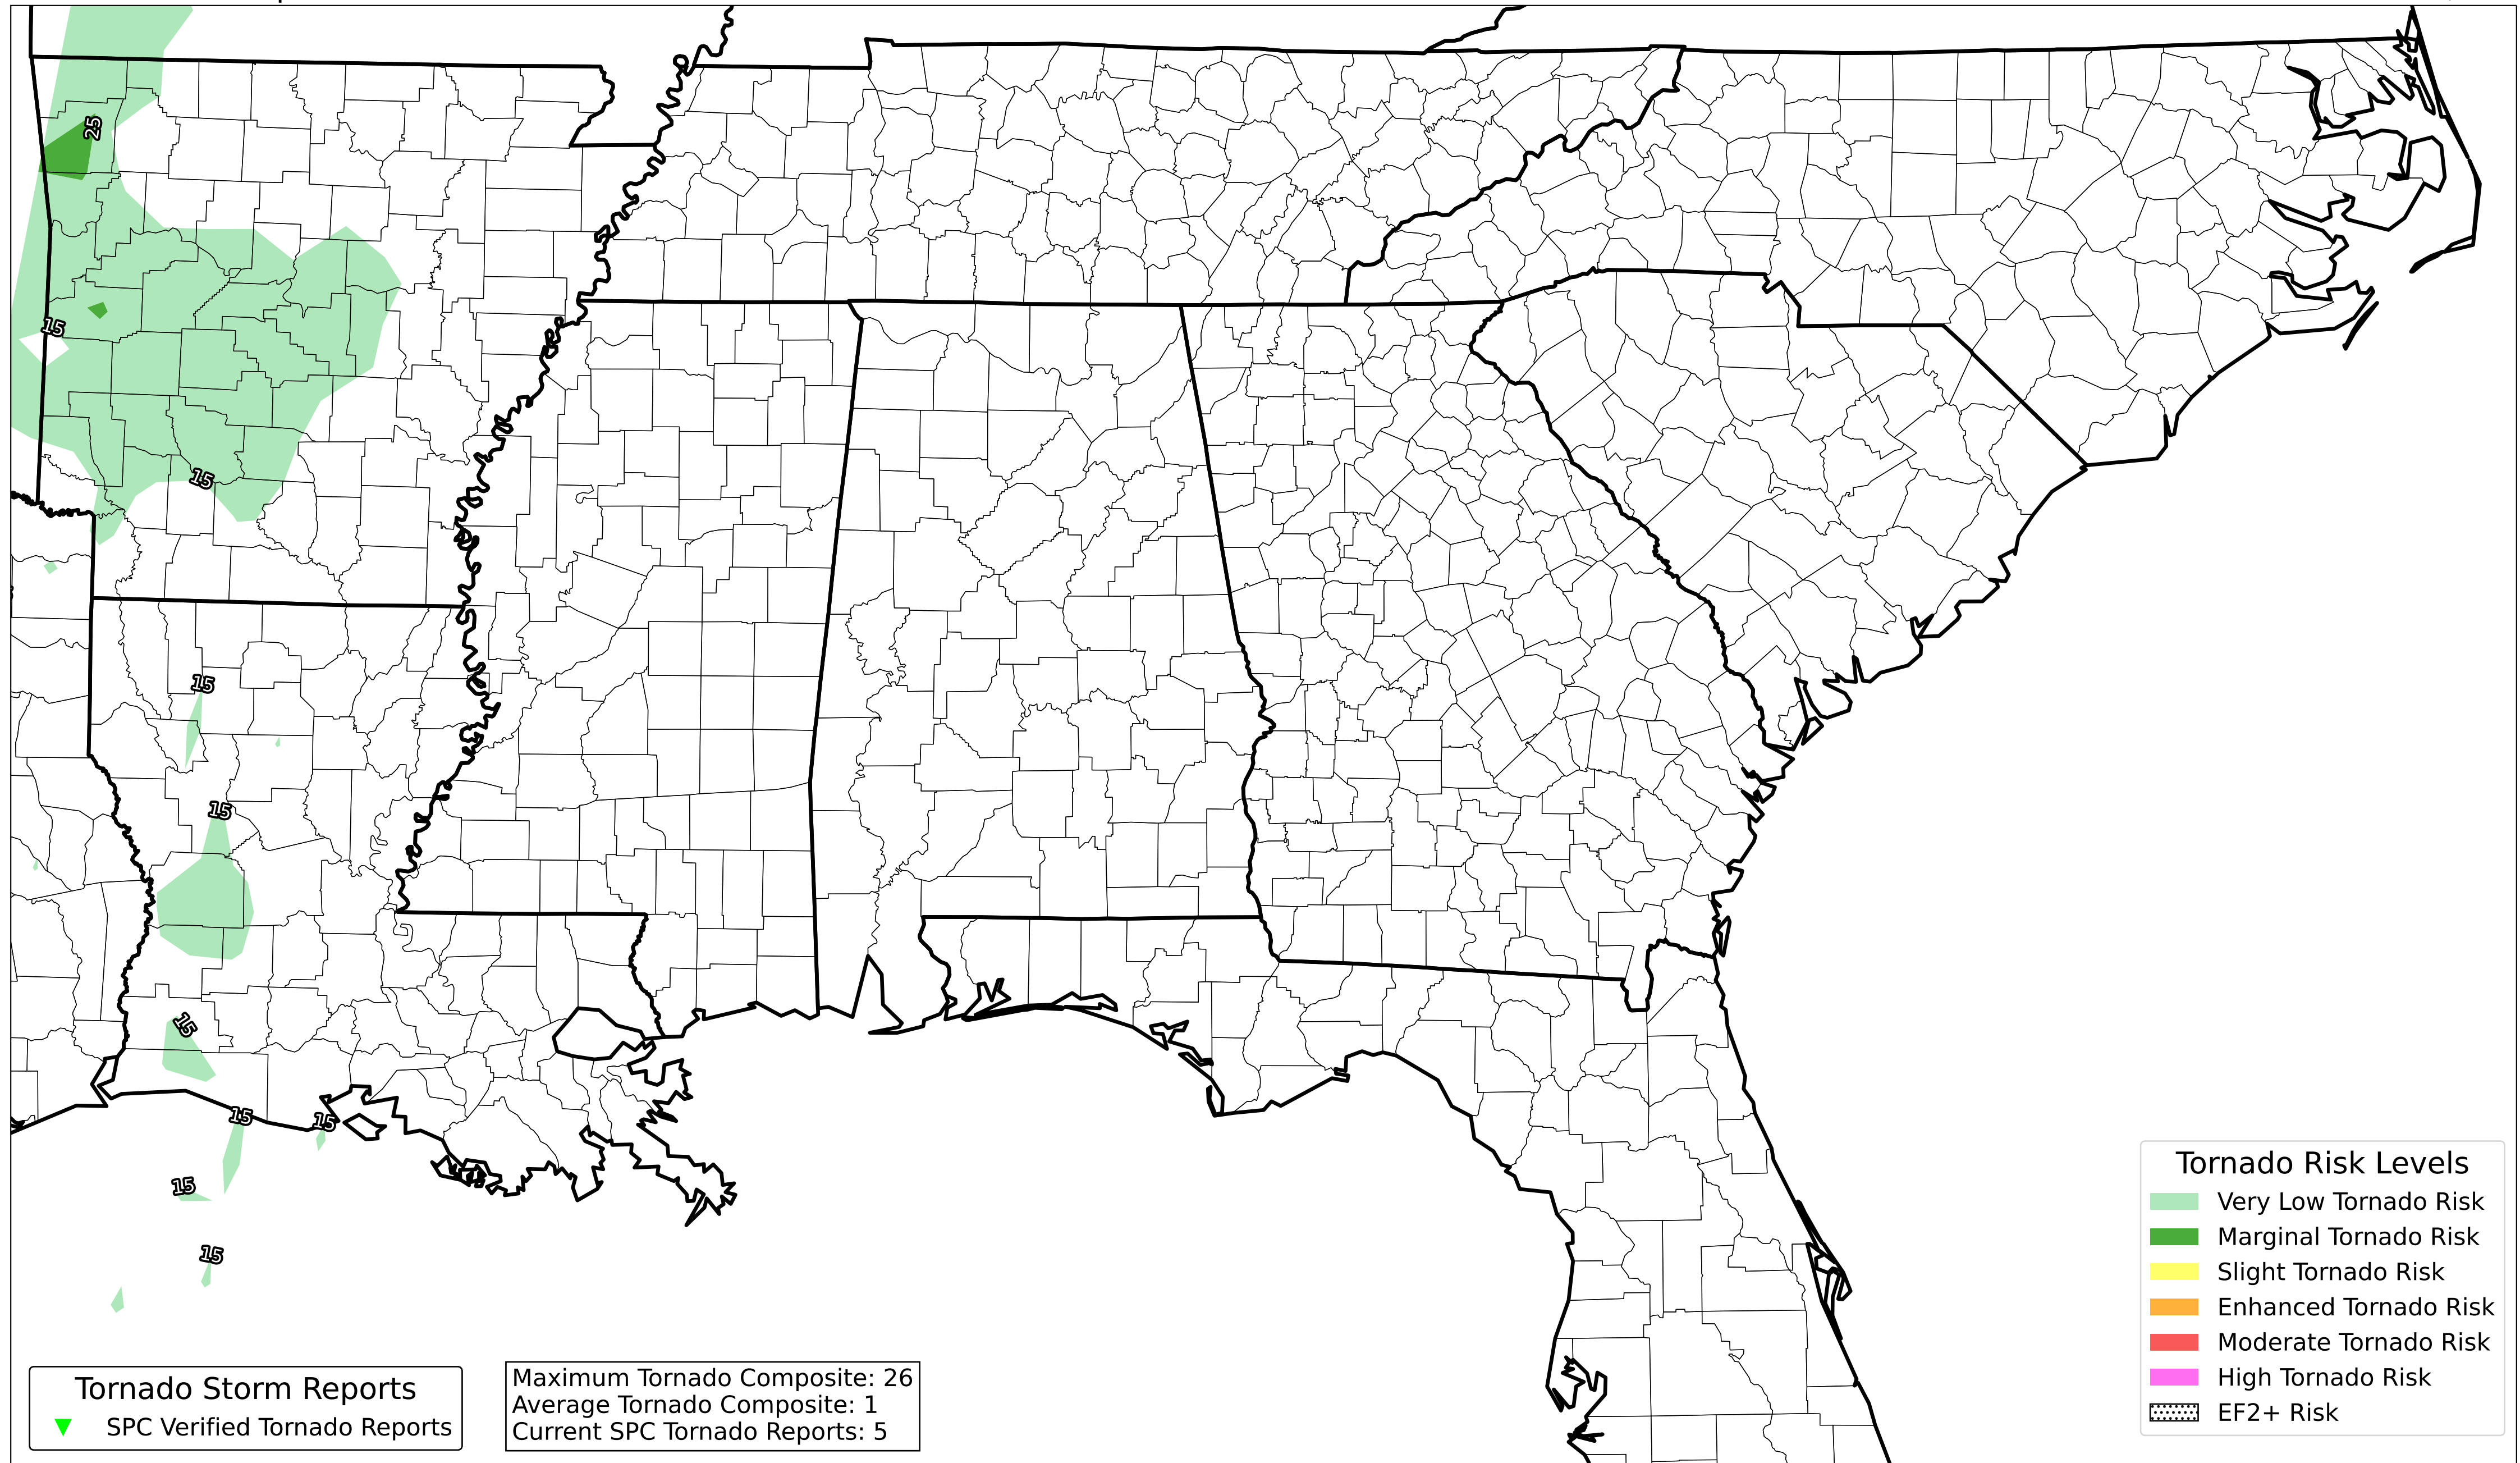 25
15
15
15
15
15
15
15
15
15
Tornado Risk Levels
Very Low Tornado Risk
Marginal Tornado Risk
Slight Tornado Risk
Enhanced Tornado Risk
Moderate Tornado Risk
High Tornado Risk
EF2+ Risk
Tornado Storm Reports
SPC Verified Tornado Reports
Maximum Tornado Composite: 26
Average Tornado Composite: 1
Current SPC Tornado Reports: 5